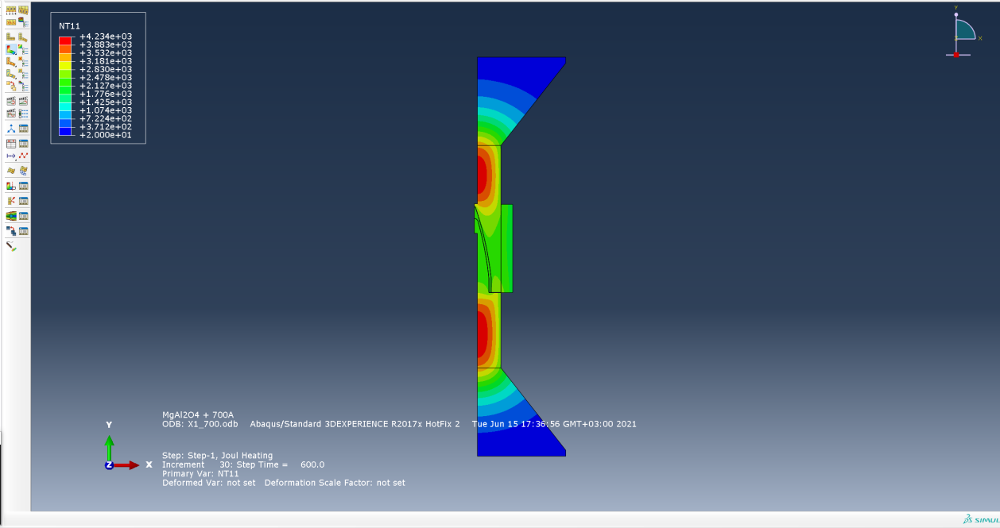 NT11
+4.234e+03
+3.883e+03
+3.532e+03
+3.181e+03
+2.830e+03
+2.478e+03
+2.127e+03
+1.776e+03
+1.425e+03
+1.074e+03
+7.224e+02
+3.712e+02
+2.000e+01
Y
X
Z
MgAl2O4 + 700A
ODB: X1_700.odb Abaqus/Standard 3DEXPERIENCE R2017x HotFix 2 Tue Jun 15 17:36:56 GMT+03:00 2021
Y
Z X
Step: Step-1, Joul Heating
Increment 30: Step Time = 600.0
Primary Var: NT11
Deformed Var: not set Deformation Scale Factor: not set
SIMUL